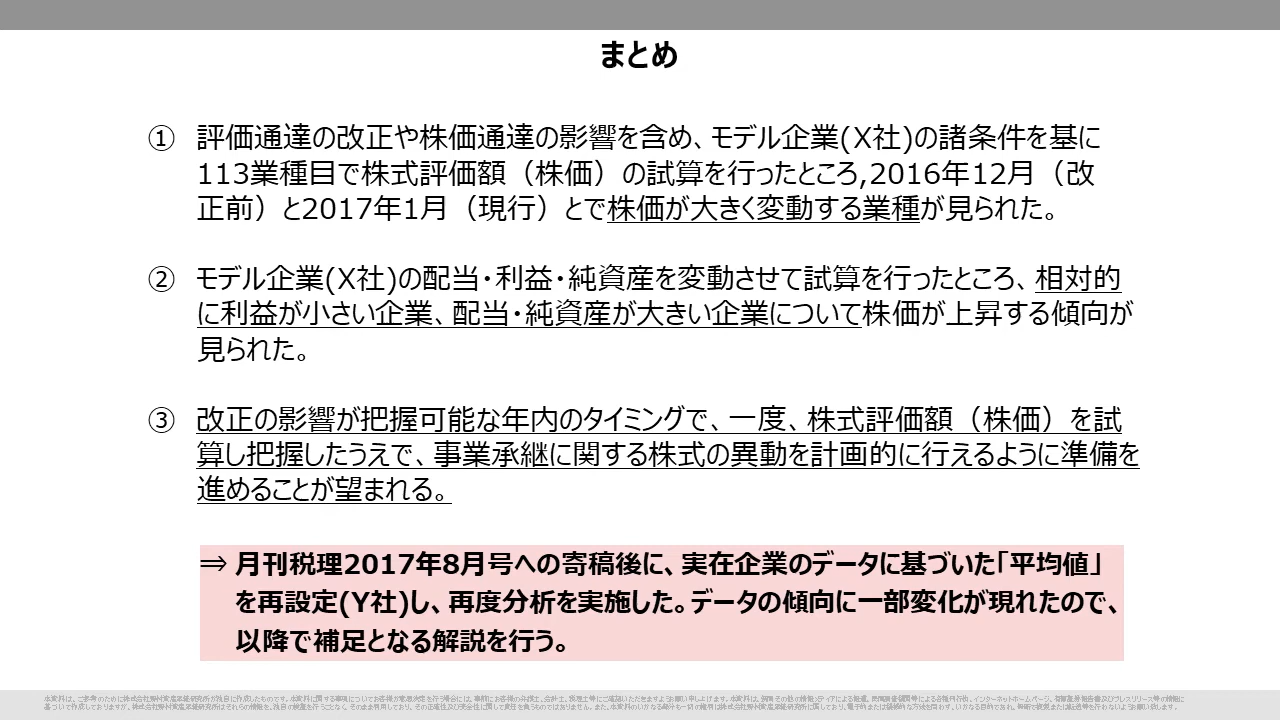 まとめ
① 評価通達の改正や株価通達の影響を含め、モデル企業(X社)の諸条件を基に
113業種目で株式評価額（株価）の試算を行ったところ,2016年12月（改
正前）と2017年1月（現行）とで株価が大きく変動する業種が見られた。
② モデル企業(X社)の配当・利益・純資産を変動させて試算を行ったところ、相対的
に利益が小さい企業、配当・純資産が大きい企業について株価が上昇する傾向が
見られた。
③ 改正の影響が把握可能な年内のタイミングで、一度、株式評価額（株価）を試
算し把握したうえで、事業承継に関する株式の異動を計画的に行えるように準備を
進めることが望まれる。
⇒ 月刊税理2017年8月号への寄稿後に、実在企業のデータに基づいた「平均値」
を再設定(Y社)し、再度分析を実施した。データの傾向に一部変化が現れたので、
以降で補足となる解説を行う。